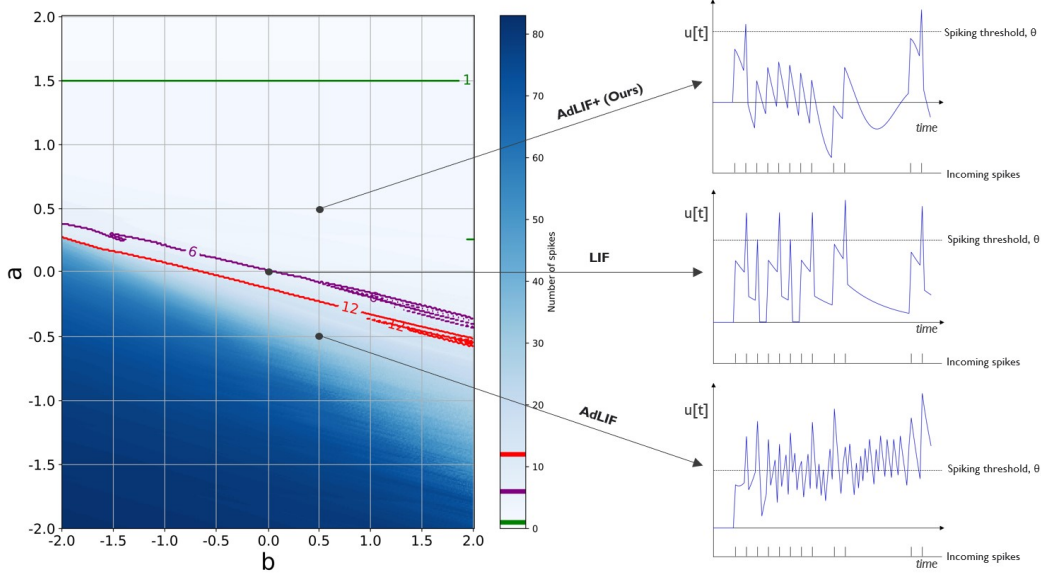 2.0
1.5
1.0
0.5
0.0
-0.5
-1.0
-1.5
-2.0
a
-2.0 -1.5 -1.0 -0.5 0.0 0.5 1.0 1.5 2.0
b
1
6
12
12
80
70
60
50
40
30
20
10
0
Number of spikes
AdLIF+ (Ours)
LIF
AdLIF
u[t]
Spiking threshold, θ
time
Incoming spikes
u[t]
Spiking threshold, θ
time
Incoming spikes
u[t]
Spiking threshold, θ
Incoming spikes
time